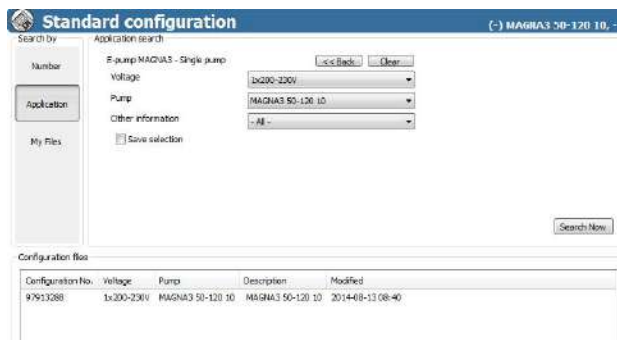 Standard configuration
(-) MAGNA3 50-120 10, -
Search by
Application search
Number
Application
My Files
E-pump MAGNA3 - Single pump
<< Back
Clear
Voltage
1x200-230V
Pump
MAGNA3 50-120 10
Other information
- All -
Save selection
Search Now
Configuration files
Configuration No. Voltage Pump Description Modified
97913288 1x200-230V MAGNA3 50-120 10 MAGNA3 50-120 10 2014-08-13 08:40